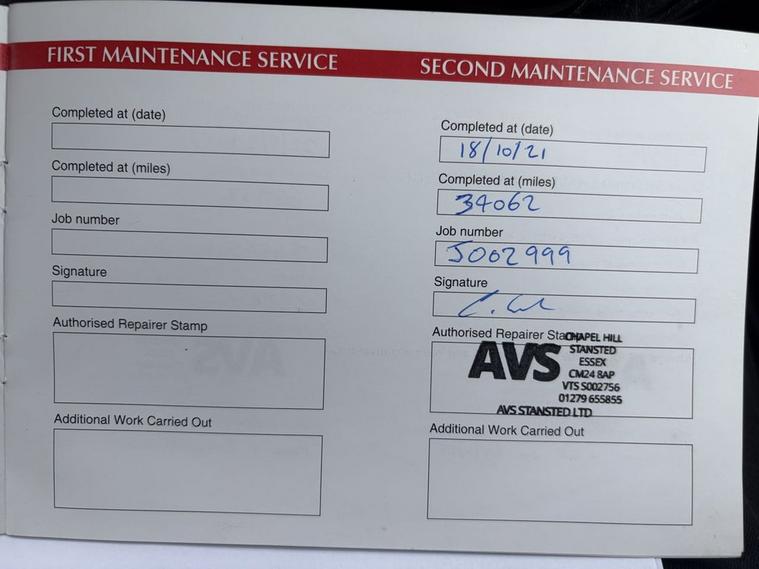 FIRST MAINTENANCE SERVICE
Completed at (date)
Completed at (miles)
Job number
Signature
Authorised Repairer Stamp
Additional Work Carried Out
SECOND MAINTENANCE SERVICE
Completed at (date)
18/10/21
Completed at (miles)
34062
Job number
J002999
Signature
Authorised Repairer Stamp
AVS
CHAPEL HILL
STANSTED
ESSEX
CM24 8AP
VTS S002756
01279 655855
AVS STANSTED LTD
Additional Work Carried Out